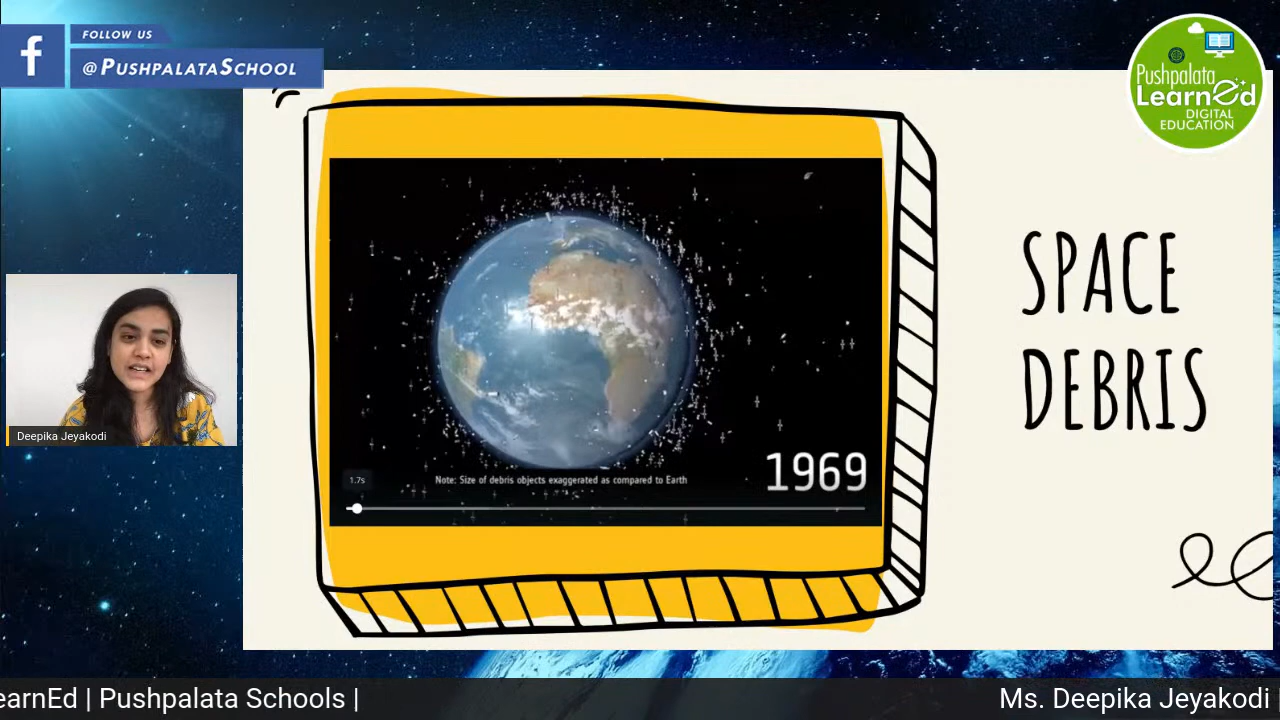 FOLLOW US
@PUSHPALATASCHOOL
Pushpalata
LearnEd
DIGITAL
EDUCATION
SPACE
DEBRIS
Deepika Jeyakodi
1969
1.7s
Note: Size of debris objects exaggerated as compared to Earth
earnEd | Pushpalata Schools |
Ms. Deepika Jeyakodi